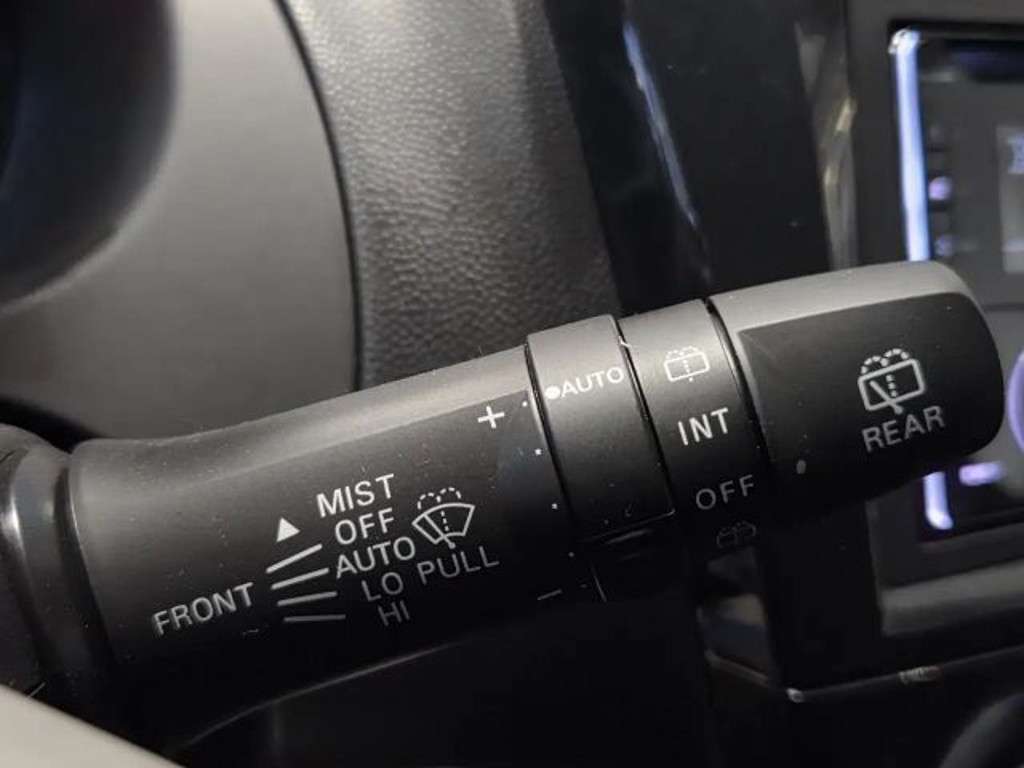 FRONT
MIST
OFF
AUTO
LO PULL
HI
+
−
AUTO
INT
OFF
REAR